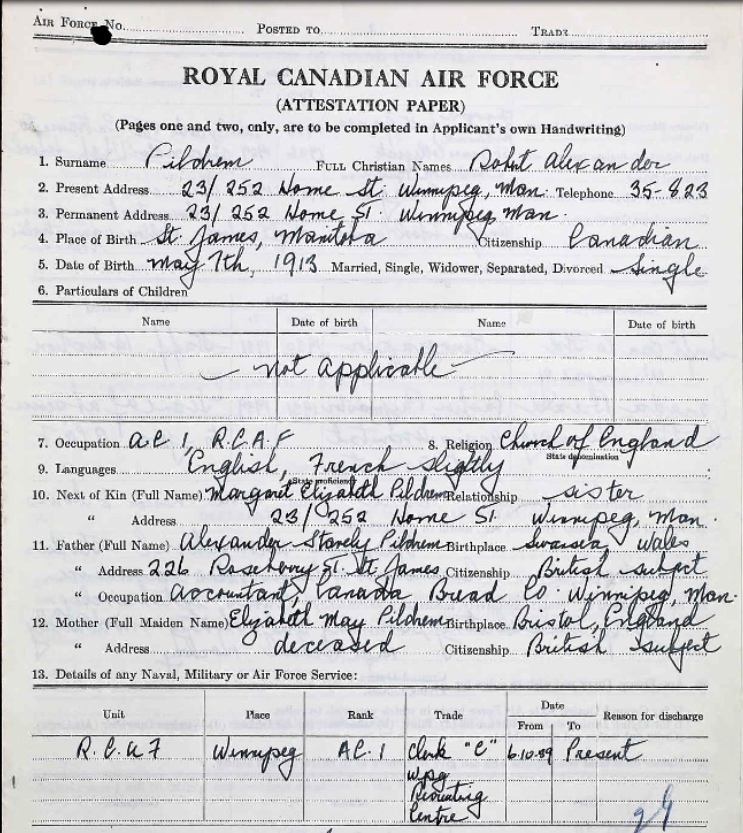 AIR FORCE No. POSTED TO TRADE
ROYAL CANADIAN AIR FORCE
(ATTESTATION PAPER)
(Pages one and two, only, are to be completed in Applicant's own Handwriting)
1. Surname Pildrem FULL Christian Names Robert Alexander
2. Present Address 23/252 Home St. Winnipeg, Man. Telephone 35-823
3. Permanent Address 23/252 Home St Winnipeg Man.
4. Place of Birth St. James, Manitoba Citizenship Canadian
5. Date of Birth May 7th, 1913 Married, Single, Widower, Separated, Divorced Single
6. Particulars of Children
Name Date of birth Name Date of birth
not Applicable
7. Occupation A.C 1, R.C.A.F 8. Religion Church of England
State denomination
9. Languages English, French slightly
State proficiency
10. Next of Kin (Full Name) Margaret Elizabeth Pildrem Relationship sister
" Address 23/252 Home St Winnipeg, Man.
11. Father (Full Name) Alexander Stavely Pildrem Birthplace Swansea Wales
" Address 226 Roseberry St. St James Citizenship British subject
" Occupation Accountant, Canada Bread Co. Winnipeg, Man.
12. Mother (Full Maiden Name) Elizabeth May Pildrem Birthplace Bristol, England
" Address deceased Citizenship British subject
13. Details of any Naval, Military or Air Force Service:
Unit Place Rank Trade Date Reason for discharge
From To
R.C.A.F Winnipeg AC.1 Clerk "C" 6.10.39 Present
Wpg
Recruiting
Centre